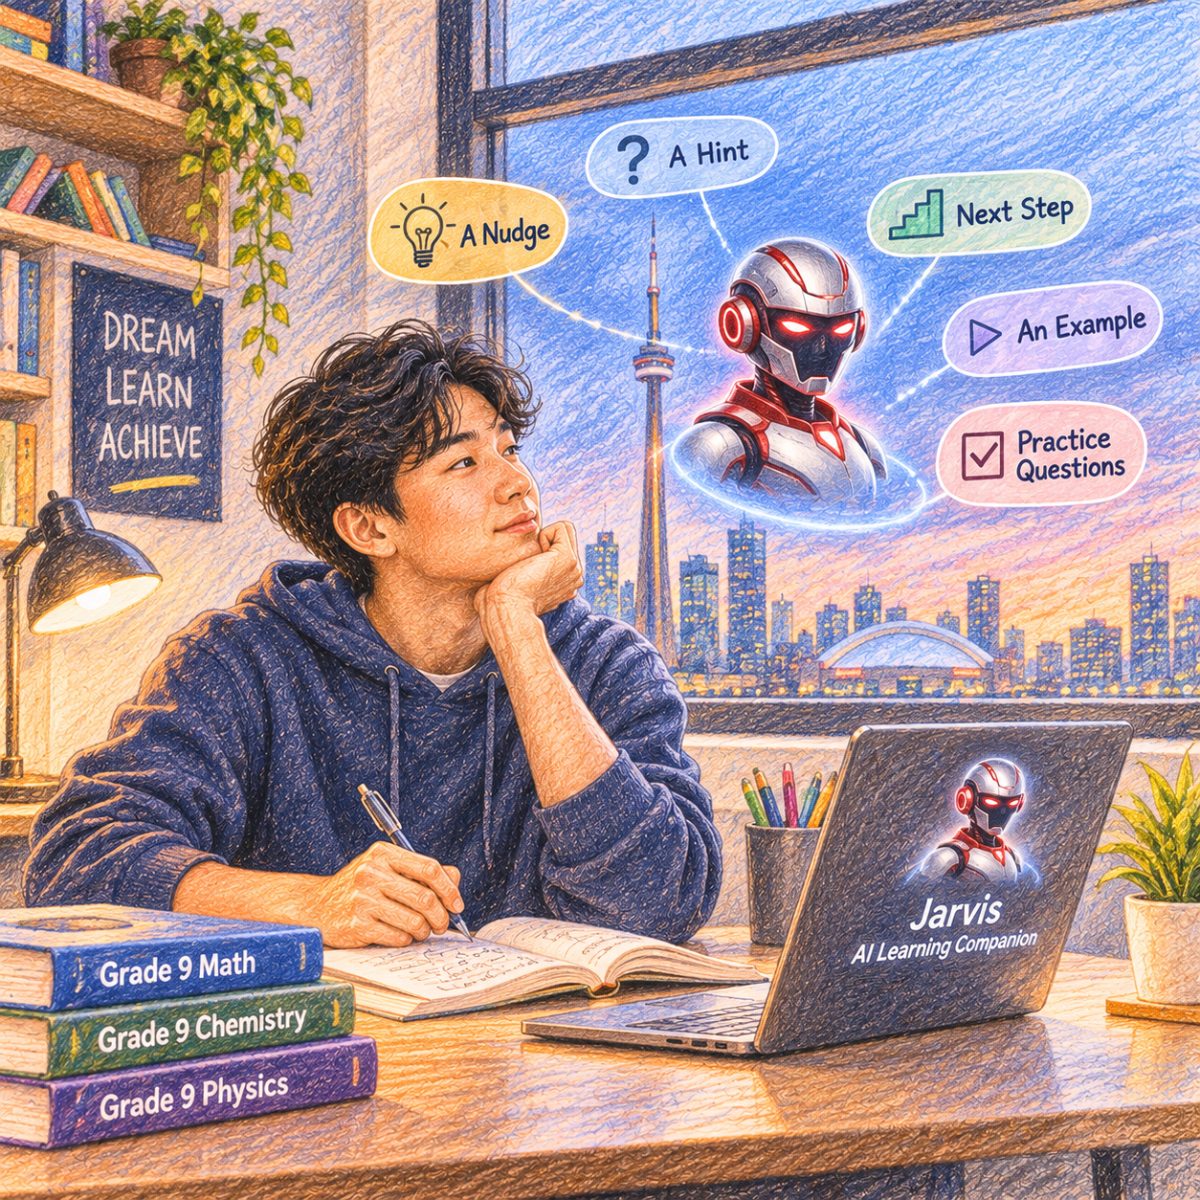 ? A Hint
A Nudge
Next Step
An Example
Practice
Questions
DREAM
LEARN
ACHIEVE
Jarvis
AI Learning Companion
Grade 9 Math
Grade 9 Chemistry
Grade 9 Physics